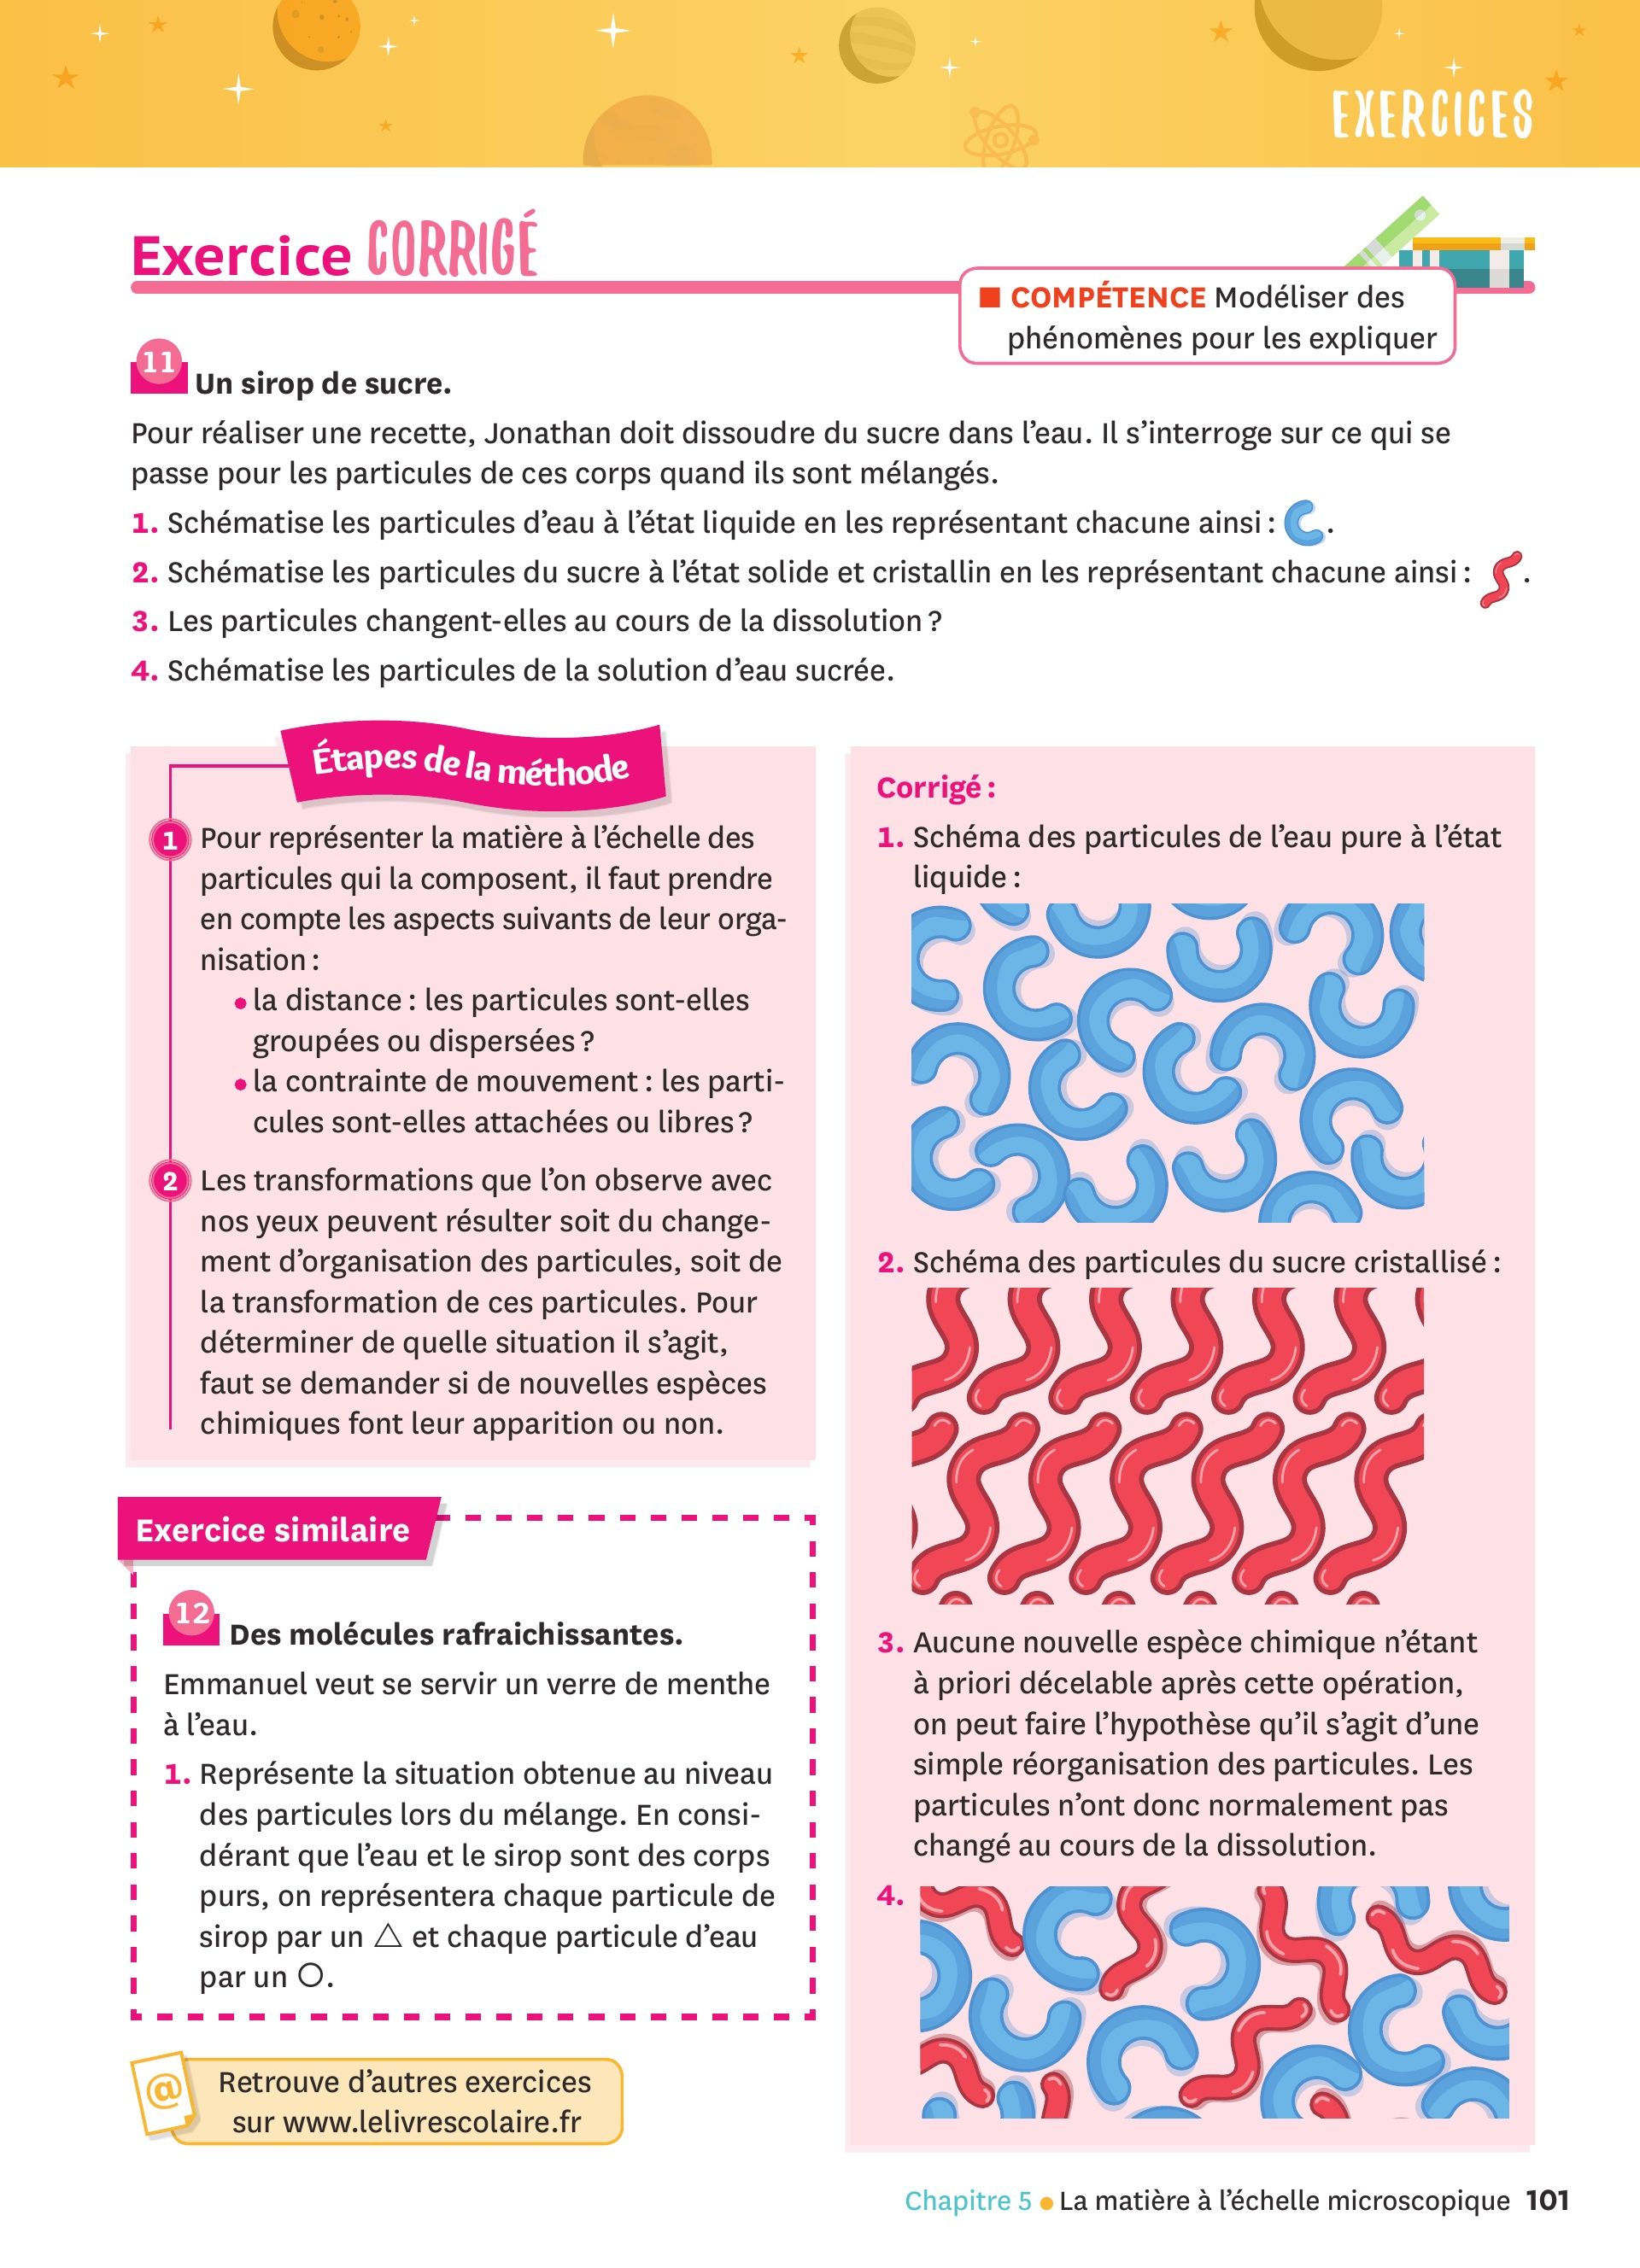 EXERCICES
Exercice CORRIGÉ
COMPÉTENCE Modéliser des
phénomènes pour les expliquer
11 Un sirop de sucre.
Pour réaliser une recette, Jonathan doit dissoudre du sucre dans l’eau. Il s’interroge sur ce qui se
passe pour les particules de ces corps quand ils sont mélangés.
1. Schématise les particules d’eau à l’état liquide en les représentant chacune ainsi : .
2. Schématise les particules du sucre à l’état solide et cristallin en les représentant chacune ainsi : .
3. Les particules changent-elles au cours de la dissolution ?
4. Schématise les particules de la solution d’eau sucrée.
Étapes de la méthode
1 Pour représenter la matière à l’échelle des
particules qui la composent, il faut prendre
en compte les aspects suivants de leur orga-
nisation :
• la distance : les particules sont-elles
groupées ou dispersées ?
• la contrainte de mouvement : les parti-
cules sont-elles attachées ou libres ?
2 Les transformations que l’on observe avec
nos yeux peuvent résulter soit du change-
ment d’organisation des particules, soit de
la transformation de ces particules. Pour
déterminer de quelle situation il s’agit,
faut se demander si de nouvelles espèces
chimiques font leur apparition ou non.
Exercice similaire
12 Des molécules rafraichissantes.
Emmanuel veut se servir un verre de menthe
à l’eau.
1. Représente la situation obtenue au niveau
des particules lors du mélange. En consi-
dérant que l’eau et le sirop sont des corps
purs, on représentera chaque particule de
sirop par un △ et chaque particule d’eau
par un O.
@ Retrouve d’autres exercices
sur www.lelivrescolaire.fr
Corrigé :
1. Schéma des particules de l’eau pure à l’état
liquide :
2. Schéma des particules du sucre cristallisé :
3. Aucune nouvelle espèce chimique n’étant
à priori décelable après cette opération,
on peut faire l’hypothèse qu’il s’agit d’une
simple réorganisation des particules. Les
particules n’ont donc normalement pas
changé au cours de la dissolution.
4.
Chapitre 5 • La matière à l’échelle microscopique 101